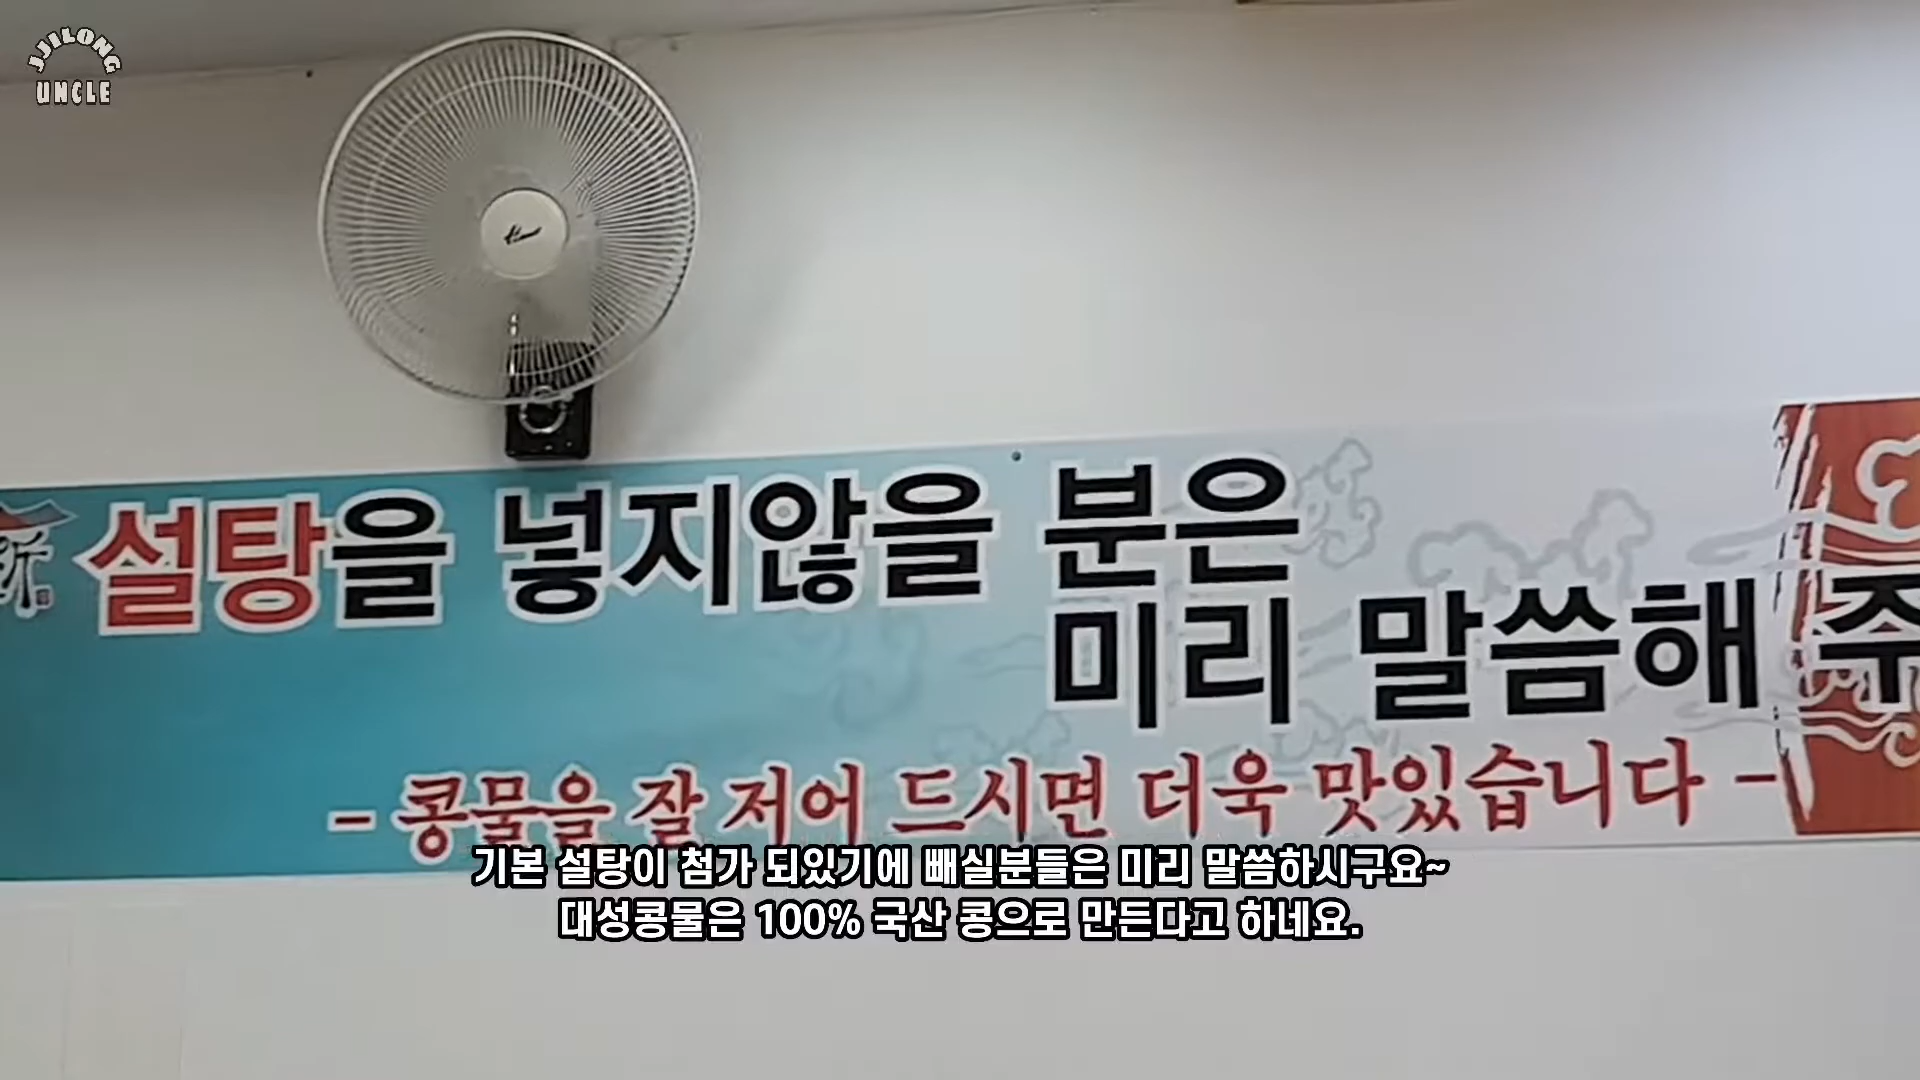 JJILONG
UNCLE
설탕을 넣지않을 분은
미리 말씀해 주
- 콩물을 잘 저어 드시면 더욱 맛있습니다 -
기본 설탕이 첨가 되있기에 빼실분들은 미리 말씀하시구요~
대성콩물은 100% 국산 콩으로 만든다고 하네요.